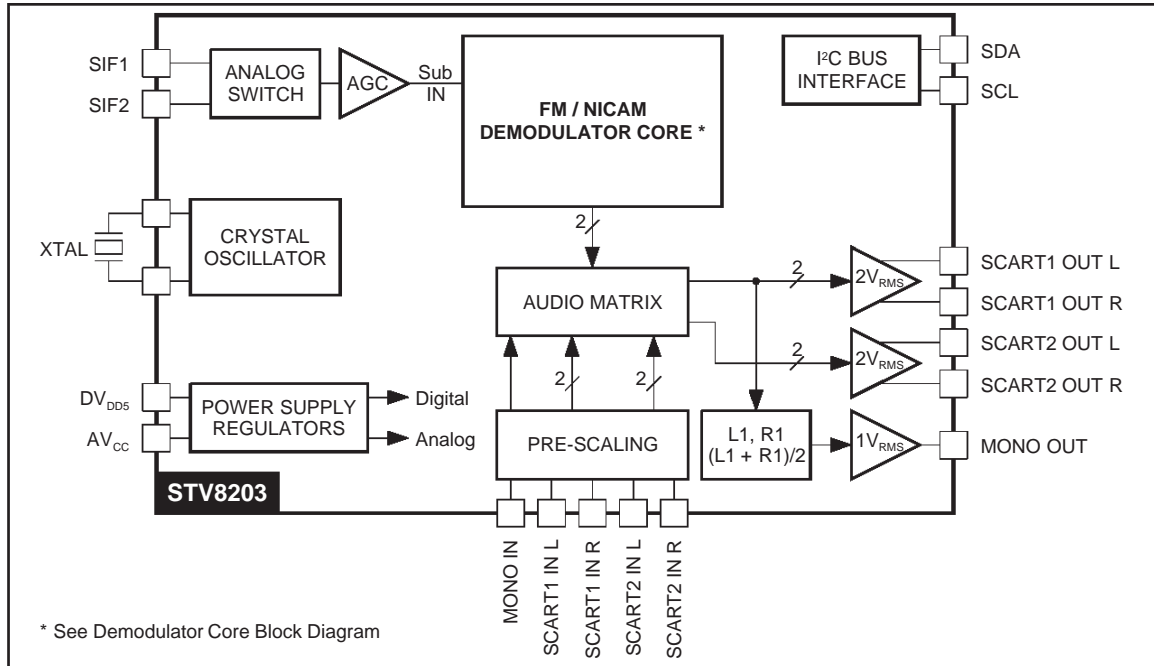 SIF1
SIF2
ANALOG
SWITCH
AGC
Sub
IN
FM / NICAM
DEMODULATOR CORE *
I²C BUS
INTERFACE
SDA
SCL
XTAL
CRYSTAL
OSCILLATOR
2
AUDIO MATRIX
2
2V_RMS
SCART1 OUT L
SCART1 OUT R
2
2V_RMS
SCART2 OUT L
SCART2 OUT R
2
2
DV_DD5
AV_CC
POWER SUPPLY
REGULATORS
Digital
Analog
PRE-SCALING
L1, R1
(L1 + R1)/2
1V_RMS
MONO OUT
STV8203
MONO IN
SCART1 IN L
SCART1 IN R
SCART2 IN L
SCART2 IN R
* See Demodulator Core Block Diagram